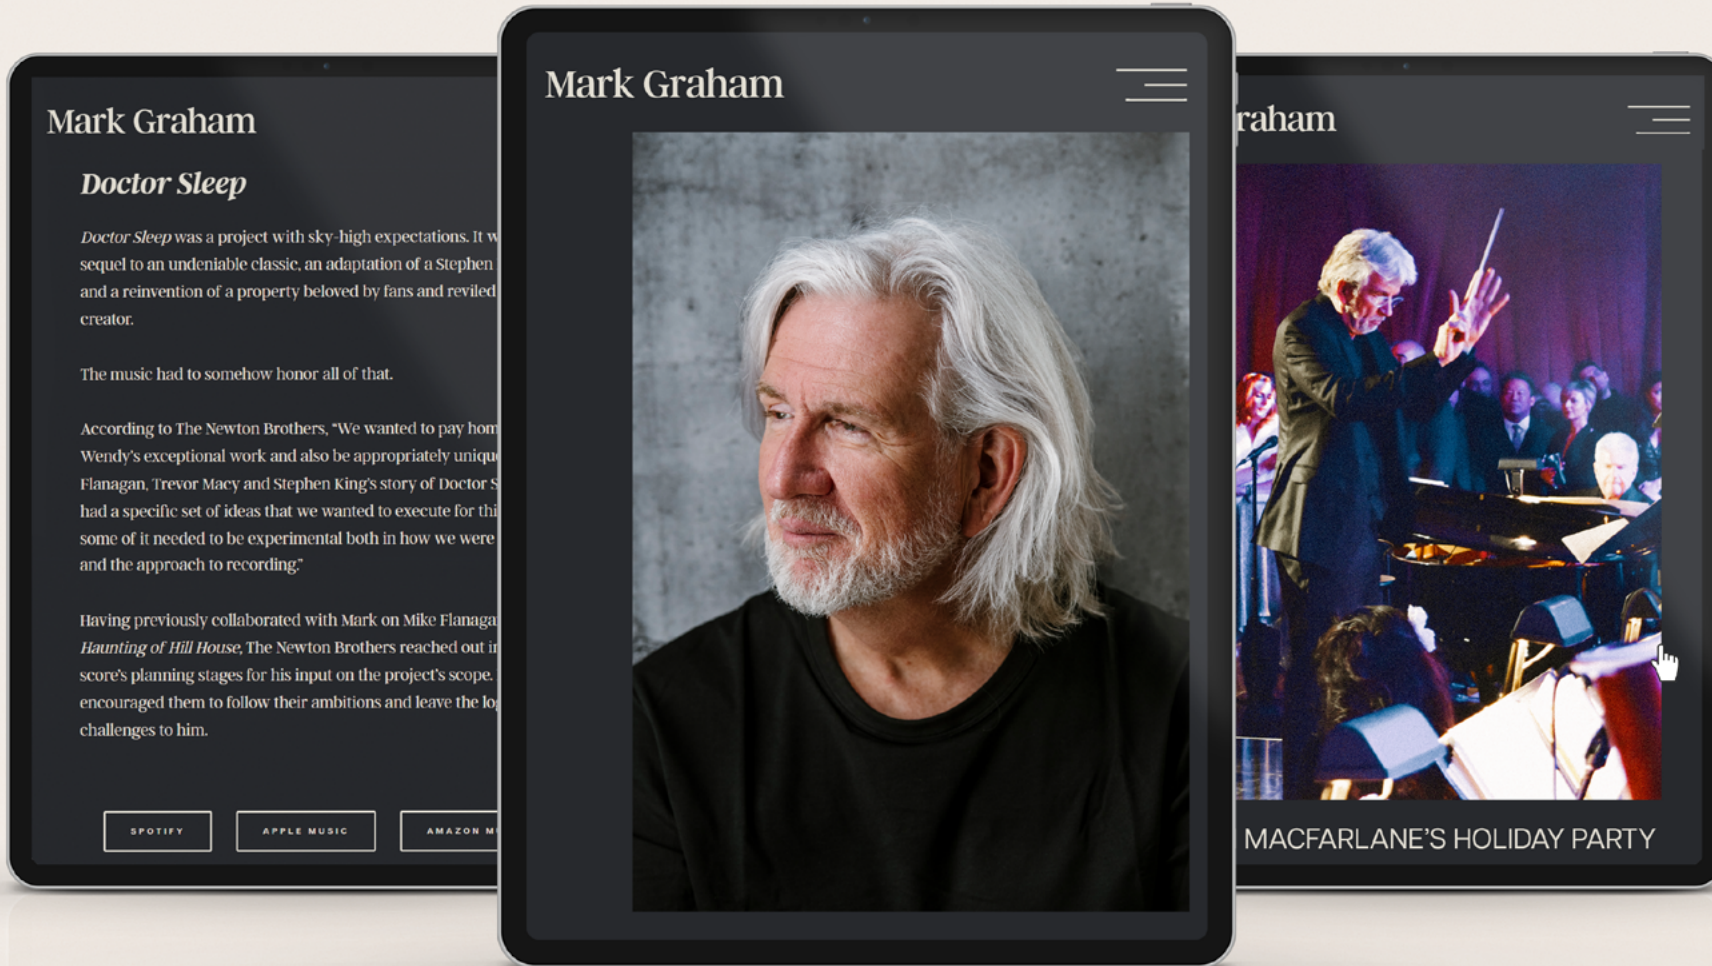 Mark Graham
Doctor Sleep
Doctor Sleep was a project with sky-high expectations. It
sequel to an undeniable classic, an adaptation of a Stephen
and a reinvention of a property beloved by fans and reviled
creator.
The music had to somehow honor all of that.
According to The Newton Brothers, “We wanted to pay
Wendy's exceptional work and also be appropriately
Flanagan, Trevor Macy and Stephen King's story of Doctor
had a specific set of ideas that we wanted to execute for
some of it needed to be experimental both in how we were
and the approach to recording.”
Having previously collaborated with Mark on Mike
Haunting of Hill House, The Newton Brothers reached out
score's planning stages for his input on the project's scope.
encouraged them to follow their ambitions and leave the
challenges to him.
SPOTIFY
APPLE MUSIC
AMAZON
Mark Graham
raham
MACFARLANE'S HOLIDAY PARTY